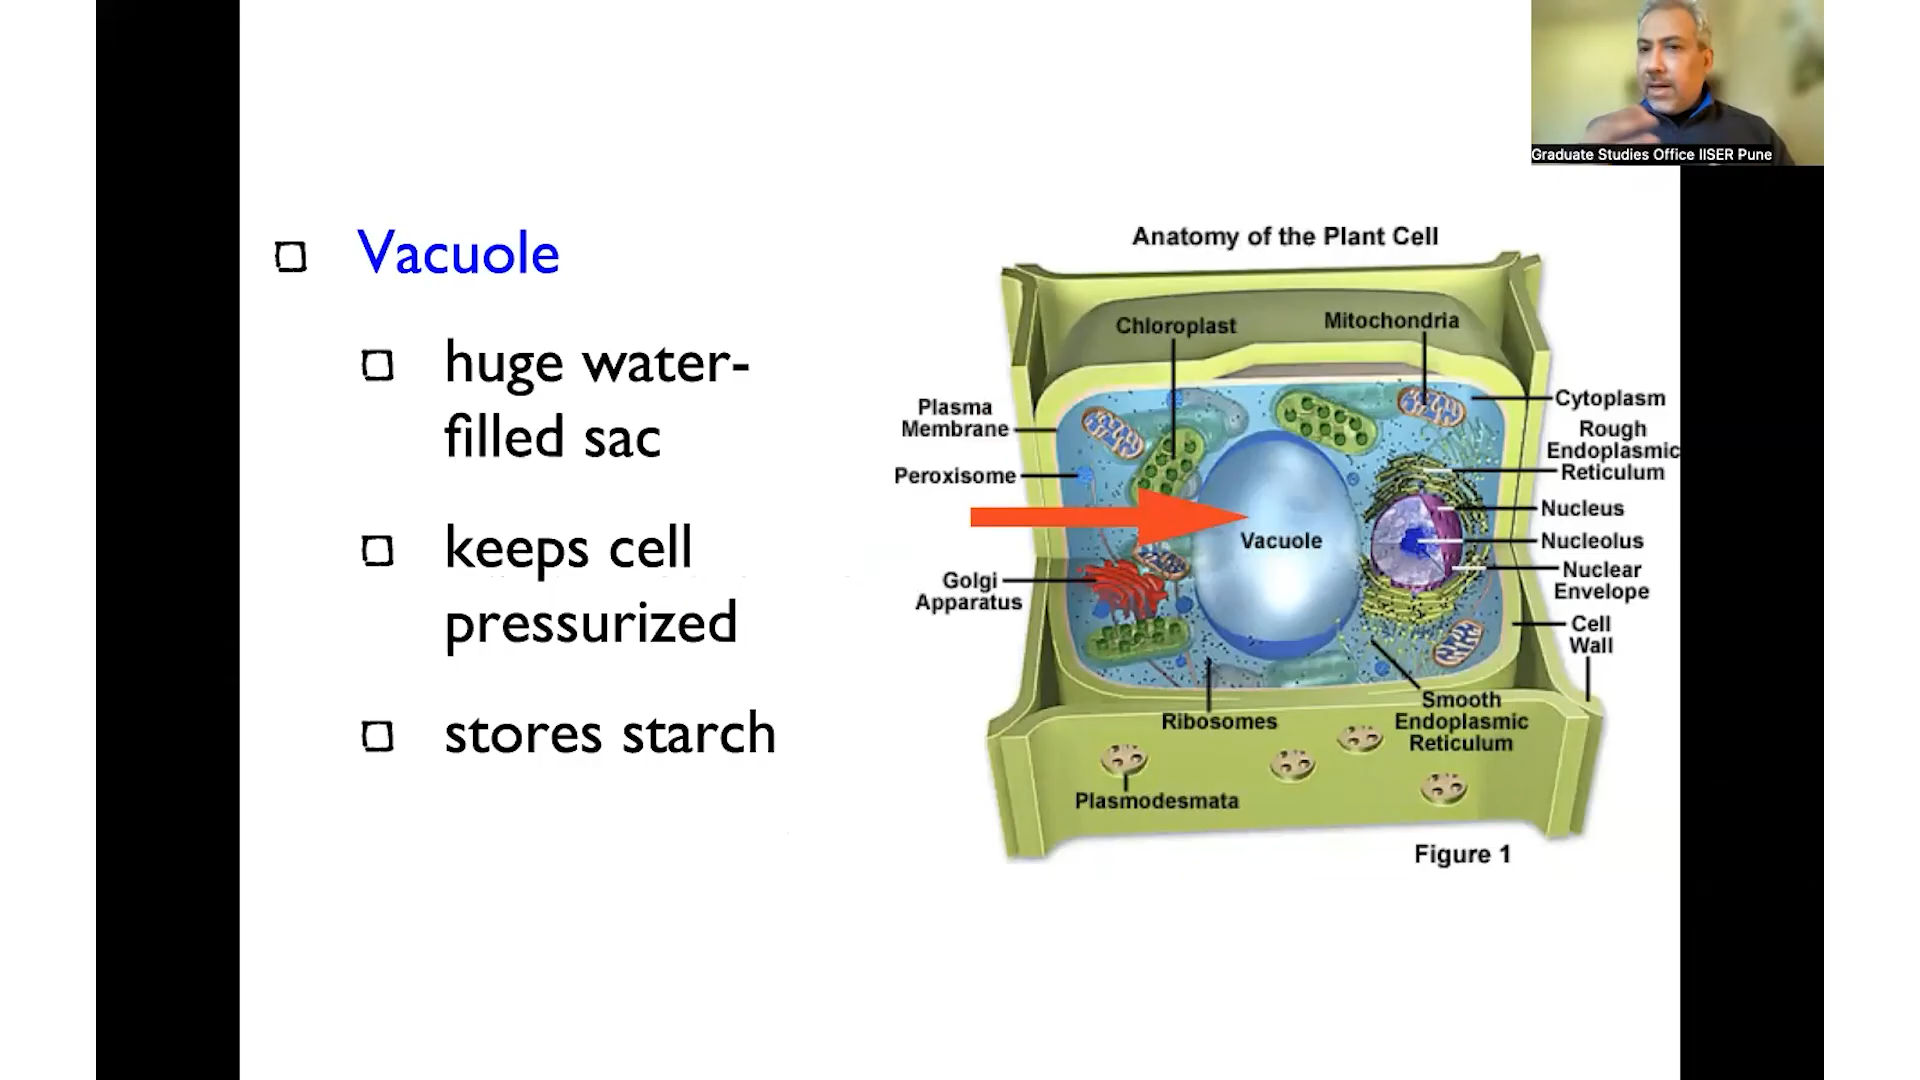 Graduate Studies Office IISER Pune
Vacuole
huge water-
filled sac
keeps cell
pressurized
stores starch
Anatomy of the Plant Cell
Chloroplast
Mitochondria
Plasma
Membrane
Peroxisome
Golgi
Apparatus
Vacuole
Cytoplasm
Rough
Endoplasmic
Reticulum
Nucleus
Nucleolus
Nuclear
Envelope
Cell
Wall
Ribosomes
Smooth
Endoplasmic
Reticulum
Plasmodesmata
Figure 1